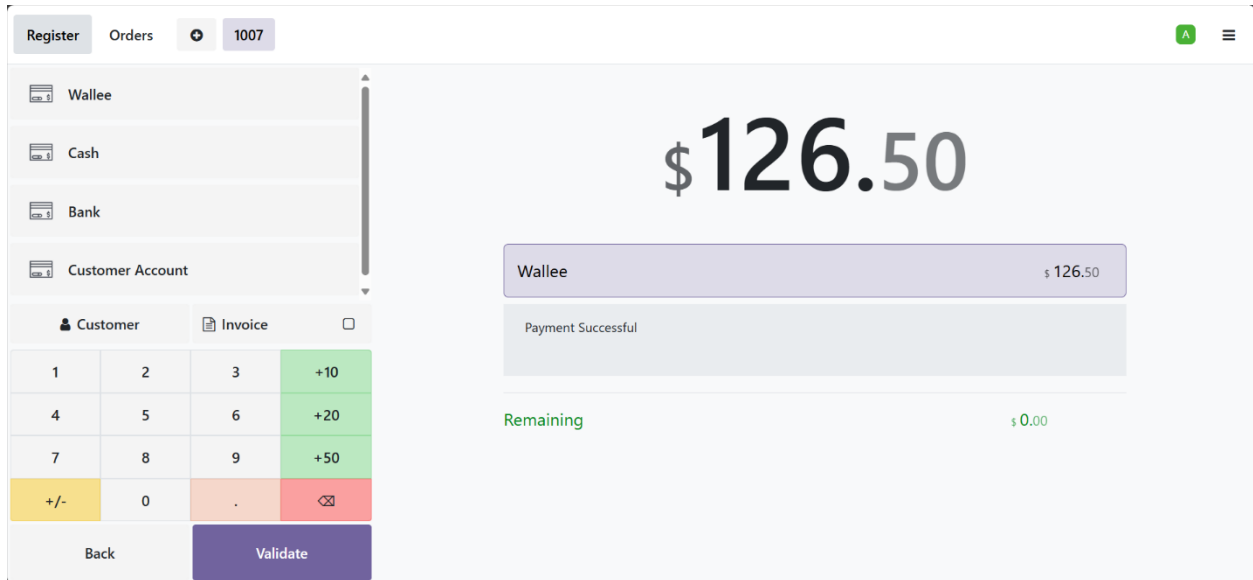 Register Orders 1007 A
Wallee
Cash
Bank
Customer Account
Customer Invoice
1 2 3 +10
4 5 6 +20
7 8 9 +50
+/- 0 .
Back Validate
$126.50
Wallee $ 126.50
Payment Successful
Remaining $ 0.00